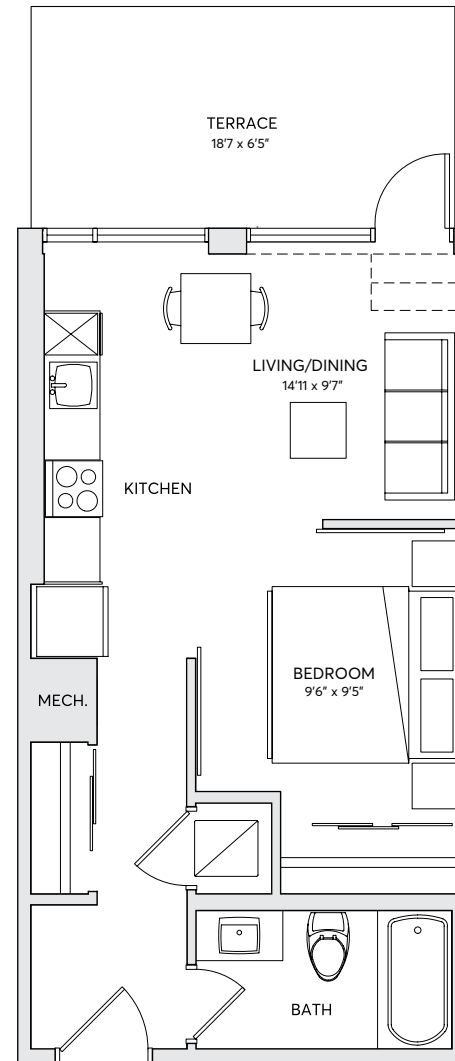 TERRACE
18'7 x 6'5"
LIVING/DINING
14'11 x 9'7"
KITCHEN
BEDROOM
9'6" x 9'5"
MECH.
BATH